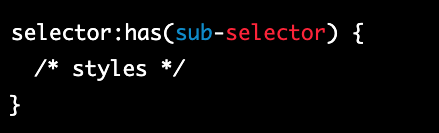 selector:has(sub-selector) {
  /* styles */
}